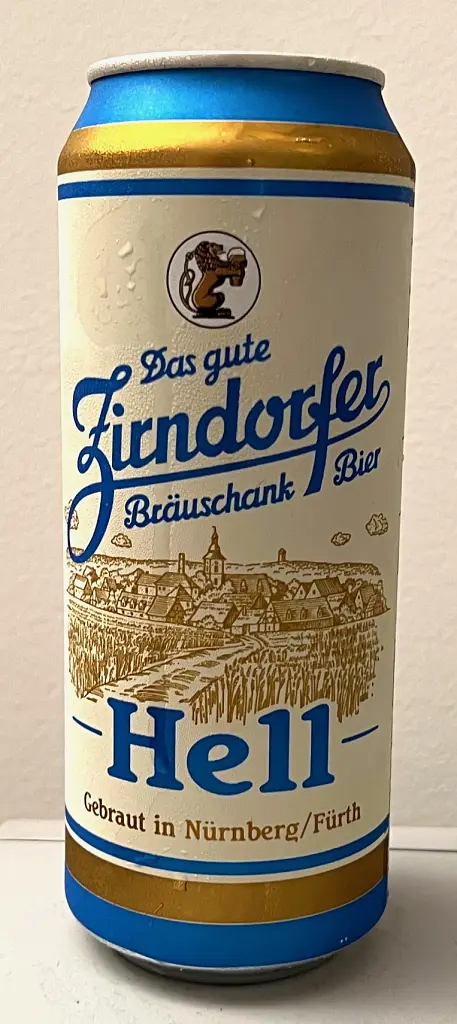 Das gute
Zirndorfer
Bräuschank Bier
Hell
Gebraut in Nürnberg/Fürth